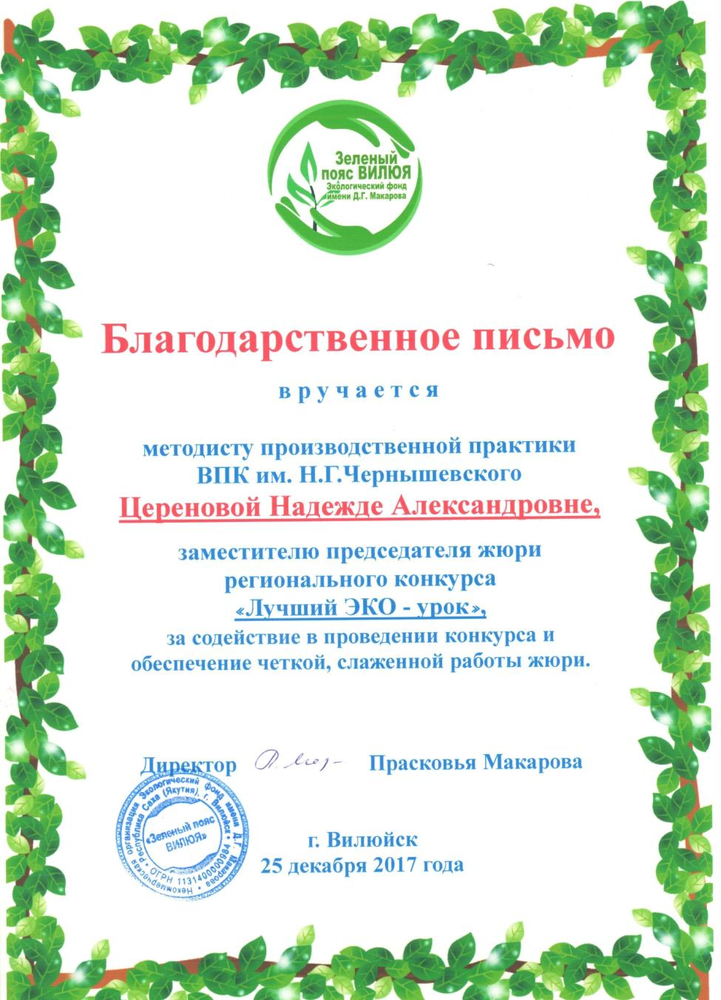 Зеленый
пояс ВИЛЮЯ
Экологический фонд
имени Д.Г. Макарова
Благодарственное письмо
вручается
методисту производственной практики
ВПК им. Н.Г.Чернышевского
Цереновой Надежде Александровне,
заместителю председателя жюри
регионального конкурса
«Лучший ЭКО - урок»,
за содействие в проведении конкурса и
обеспечение четкой, слаженной работы жюри.
Директор Прасковья Макарова
Некоммерческая организация Экологический фонд имени Д.Г. Макарова
Республика Саха (Якутия), г. Вилюйск
ОГРН 1131400000984
«Зеленый пояс
ВИЛЮЯ»
г. Вилюйск
25 декабря 2017 года